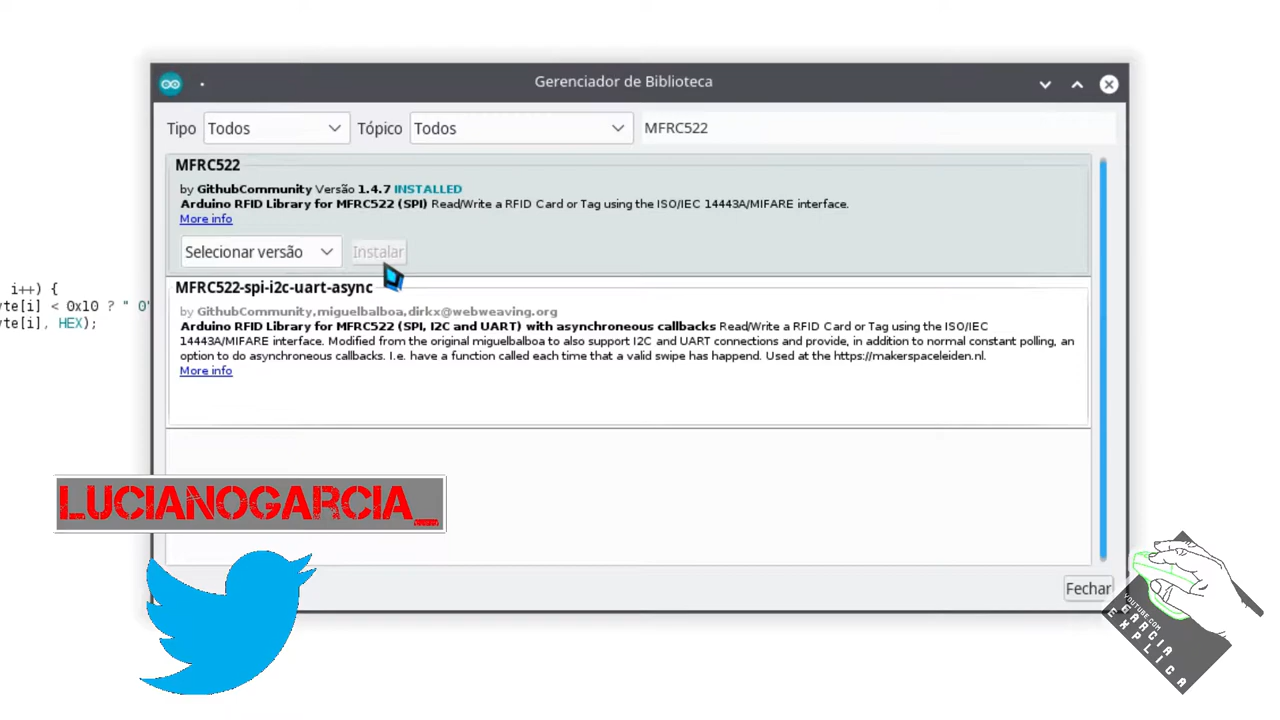 Gerenciador de Biblioteca
Tipo Todos Tópico Todos MFRC522
MFRC522
by GithubCommunity Versão 1.4.7 INSTALLED
Arduino RFID Library for MFRC522 (SPI) Read/Write a RFID Card or Tag using the ISO/IEC 14443A/MIFARE interface.
More info
Selecionar versão Instalar
MFRC522-spi-i2c-uart-async
by GithubCommunity,miguelbalboa,dirkx@webweaving.org
Arduino RFID Library for MFRC522 (SPI, I2C and UART) with asynchroneous callbacks Read/Write a RFID Card or Tag using the ISO/IEC
14443A/MIFARE interface. Modified from the original miguelbalboa to also support I2C and UART connections and provide, in addition to normal constant polling, an
option to do asynchroneous callbacks. I.e. have a function called each time that a valid swipe has happend. Used at the https://makerspaceleiden.nl.
More info
i++) {
te[i] < 0x10 ? " 0"
te[i], HEX);
LUCIANOGARCIA_
Fechar
YOUTUBE.COM
GARCIA
EXPLICA